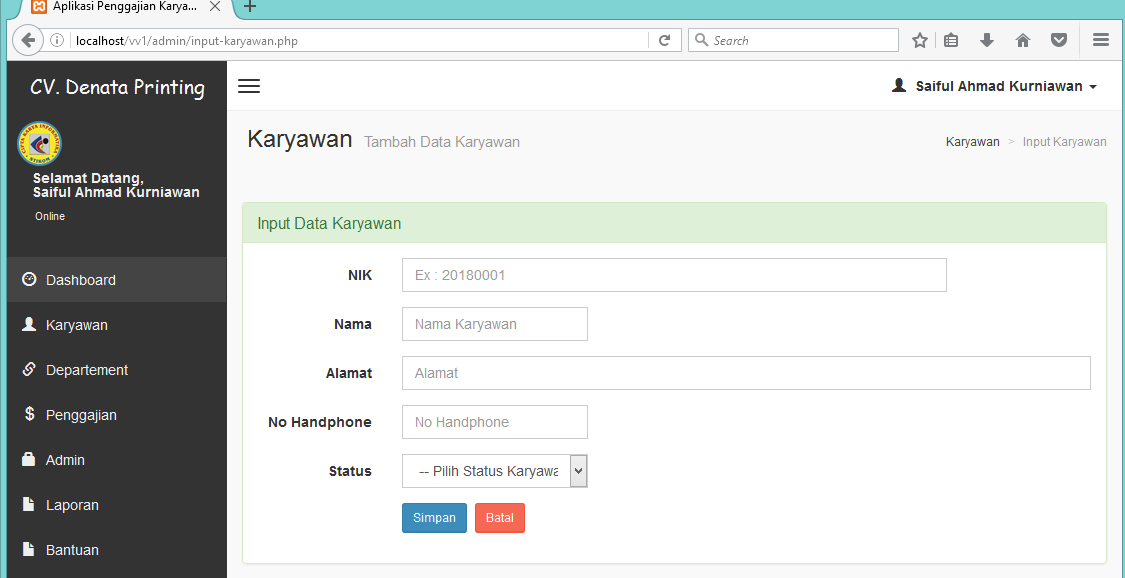 Aplikasi Penggajian Karya...
localhost/vv1/admin/input-karyawan.php
Search
CV. Denata Printing
Saiful Ahmad Kurniawan
Selamat Datang,
Saiful Ahmad Kurniawan
Online
Dashboard
Karyawan
Departement
Penggajian
Admin
Laporan
Bantuan
Karyawan Tambah Data Karyawan
Karyawan > Input Karyawan
Input Data Karyawan
NIK Ex : 20180001
Nama Nama Karyawan
Alamat Alamat
No Handphone No Handphone
Status -- Pilih Status Karyawa
Simpan Batal